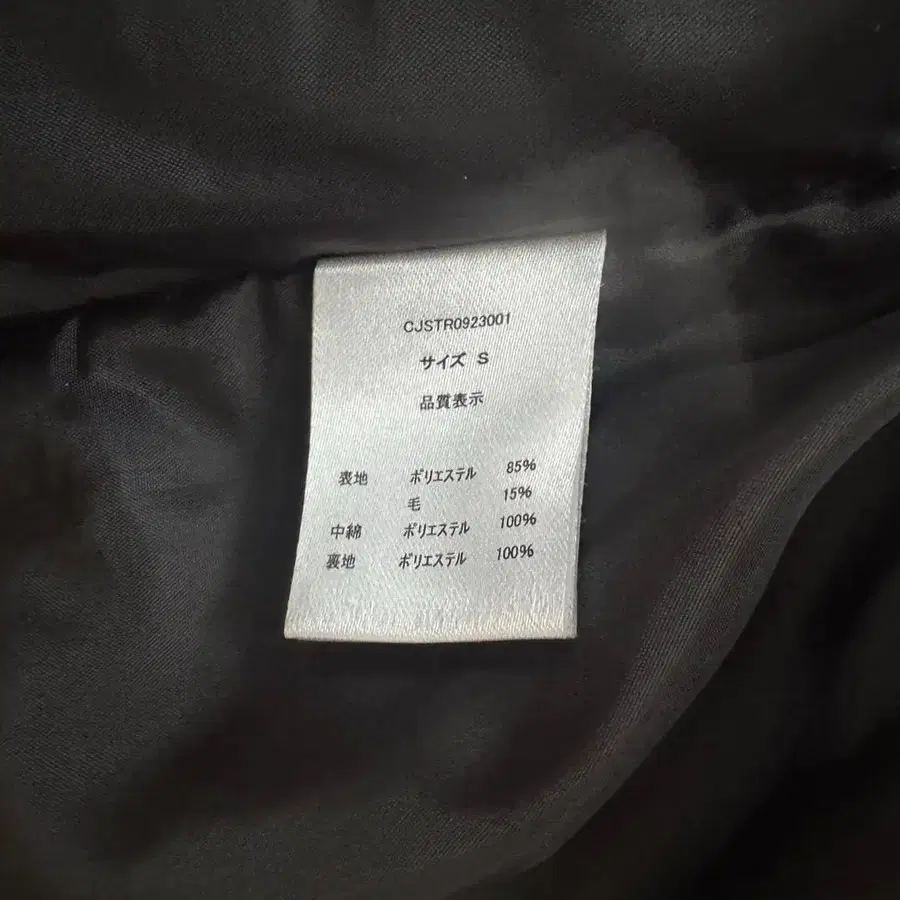 CJSTR0923001
サイズ S
品質表示
表地 ポリエステル 85%
毛 15%
中綿 ポリエステル 100%
裏地 ポリエステル 100%